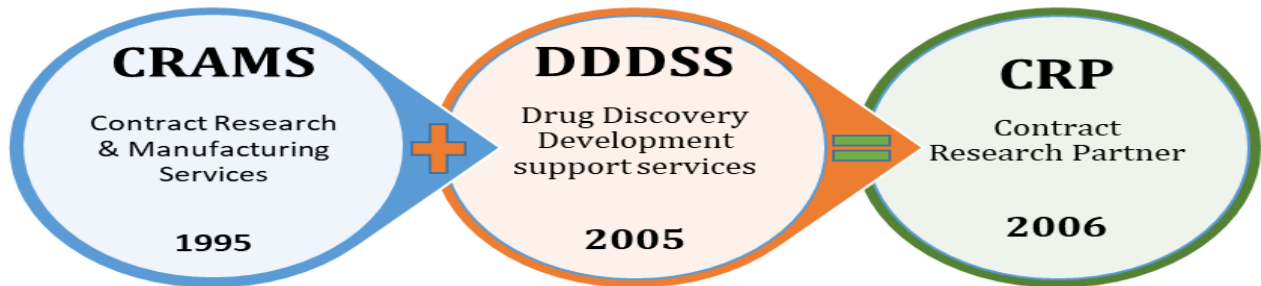 CRAMS
Contract Research
& Manufacturing
Services
1995
+
DDDSS
Drug Discovery
Development
support services
2005
=
CRP
Contract
Research Partner
2006